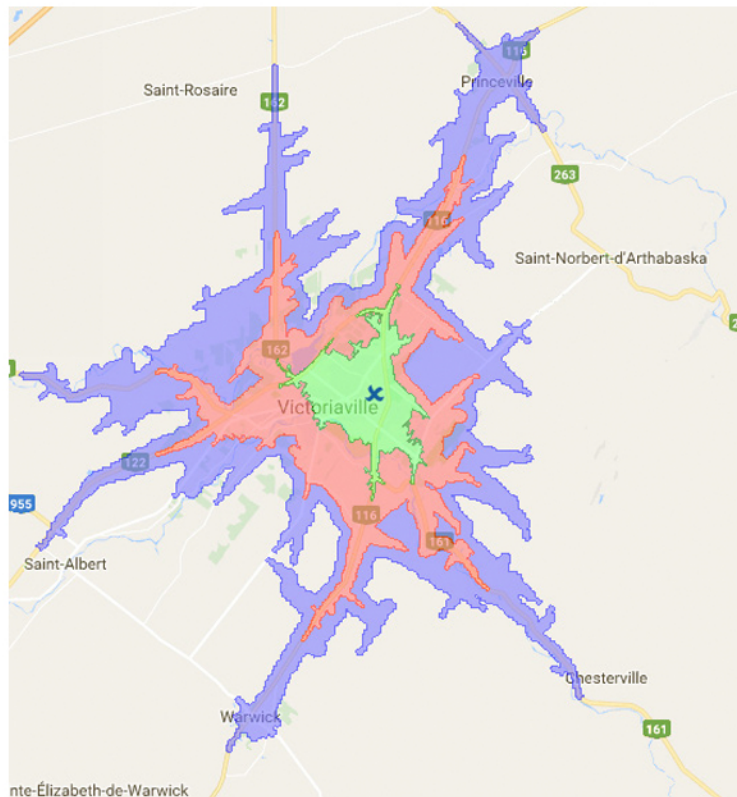 116
Princeville
Saint-Rosaire
162
263
116
Saint-Norbert-d'Arthabaska
162
Victoriaville
122
955
116
161
Saint-Albert
Chesterville
Warwick
161
nte-Élizabeth-de-Warwick